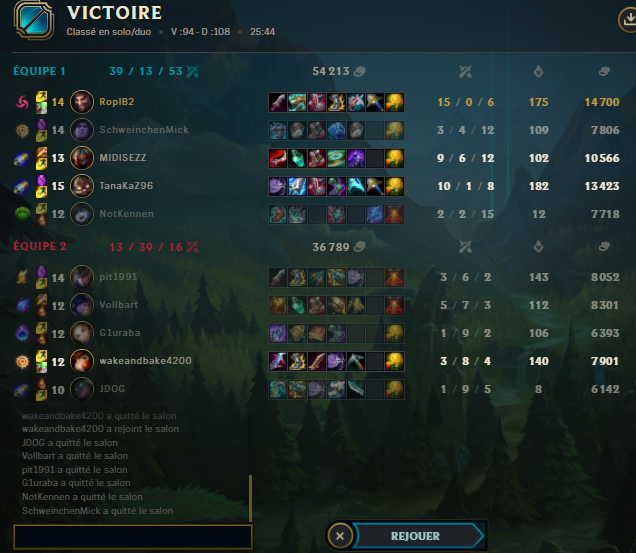 VICTOIRE
Classé en solo/duo • V :94 - D :108 • 25:44
ÉQUIPE 1 39 / 13 / 53 54 213
14 RoplB2 15 / 0 / 6 175 14 700
14 SchweinchenMick 3 / 4 / 12 109 7806
13 MIDISEZZ 9 / 6 / 12 102 10 566
15 TanaKaZ96 10 / 1 / 8 182 13 423
12 NotKennen 2 / 2 / 15 12 7718
ÉQUIPE 2 13 / 39 / 16 36 789
14 pit1991 3 / 6 / 2 143 8052
12 Vollbart 5 / 7 / 3 112 8301
12 G1uraba 1 / 9 / 2 106 6393
12 wakeandbake4200 3 / 8 / 4 140 7901
10 JDOG 1 / 9 / 5 8 6142
wakeandbake4200 a quitté le salon
wakeandbake4200 a rejoint le salon
JDOG a quitté le salon
Vollbart a quitté le salon
pit1991 a quitté le salon
G1uraba a quitté le salon
NotKennen a quitté le salon
SchweinchenMick a quitté le salon
REJOUER